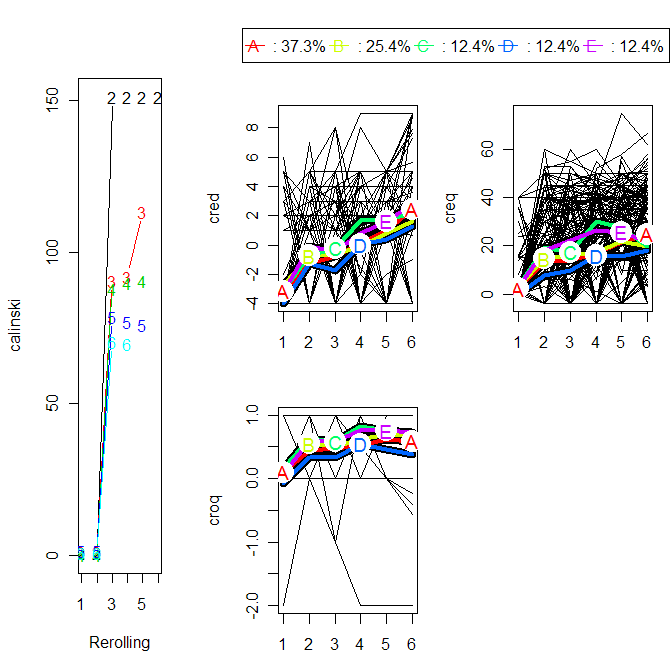 A : 37.3% B : 25.4% C : 12.4% D : 12.4% E : 12.4%
calinski
150
100
50
0
2 2 2 2
3 3 3
4 4 4
5 5 5
6 6
1 3 5
Rerolling
cred
8
6
4
2
0
-2
-4
A B C D E A
1 2 3 4 5 6
creq
60
40
20
0
A B C D E A
1 2 3 4 5 6
croq
1.0
0.0
-1.0
-2.0
A B C D E A
1 2 3 4 5 6